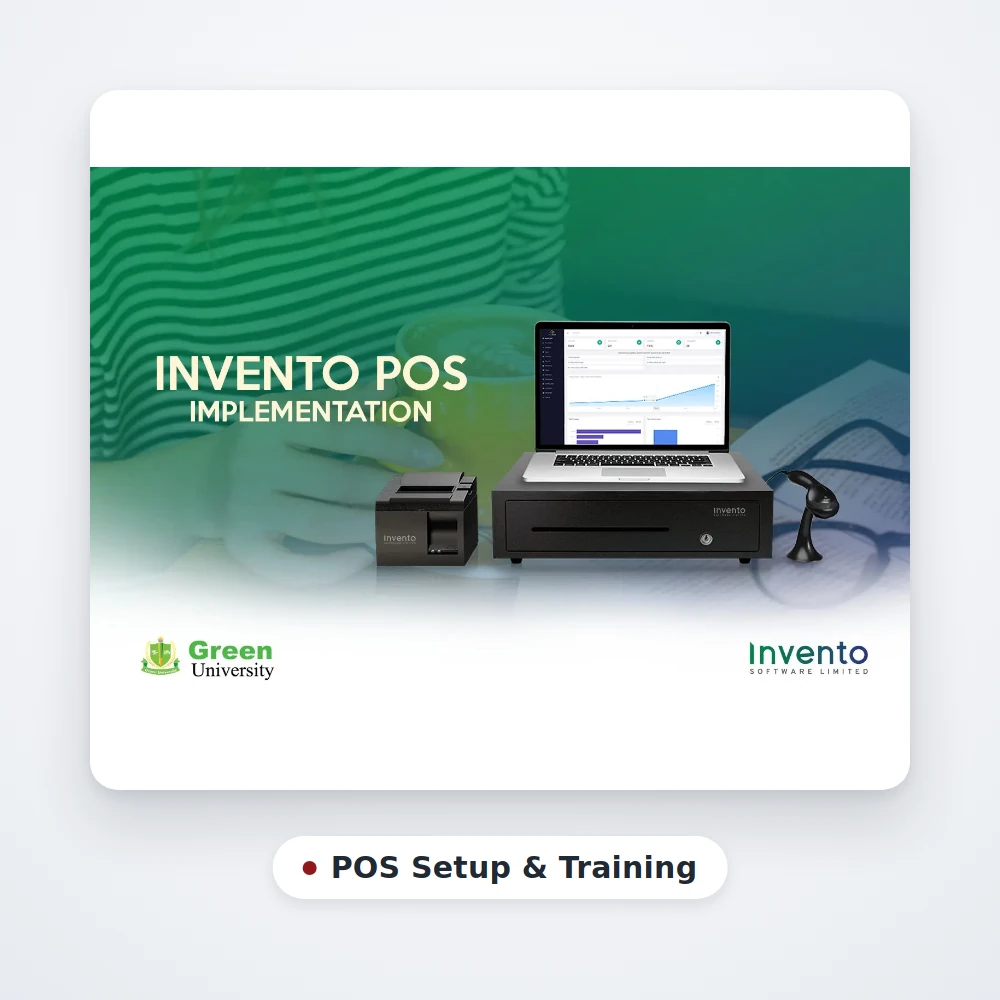 INVENTO POS
IMPLEMENTATION
invento
invento
Green
University
Invento
SOFTWARE LIMITED
POS Setup & Training